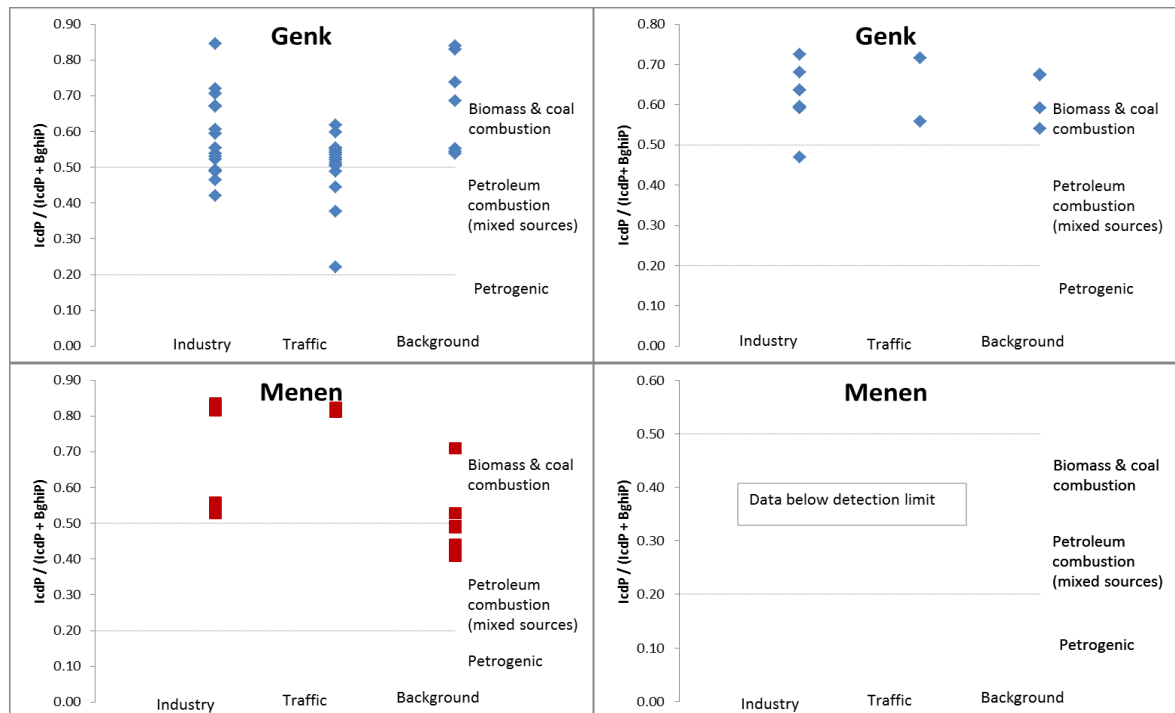 Genk
0.90
0.80
0.70
0.60
0.50
0.40
0.30
0.20
0.10
0.00
IcdP / (IcdP + BghiP)
Biomass & coal
combustion
Petroleum
combustion
(mixed sources)
Petrogenic
Industry
Traffic
Background
Genk
0.80
0.70
0.60
0.50
0.40
0.30
0.20
0.10
0.00
IcdP / (IcdP+ BghiP)
Biomass & coal
combustion
Petroleum
combustion
(mixed sources)
Petrogenic
Industry
Traffic
Background
Menen
0.90
0.80
0.70
0.60
0.50
0.40
0.30
0.20
0.10
0.00
IcdP / (IcdP + BghiP)
Biomass & coal
combustion
Petroleum
combustion
(mixed sources)
Petrogenic
Industry
Traffic
Background
Menen
0.60
0.50
0.40
0.30
0.20
0.10
0.00
IcdP / (IcdP + BghiP)
Data below detection limit
Biomass & coal
combustion
Petroleum
combustion
(mixed sources)
Petrogenic
Industry
Traffic
Background